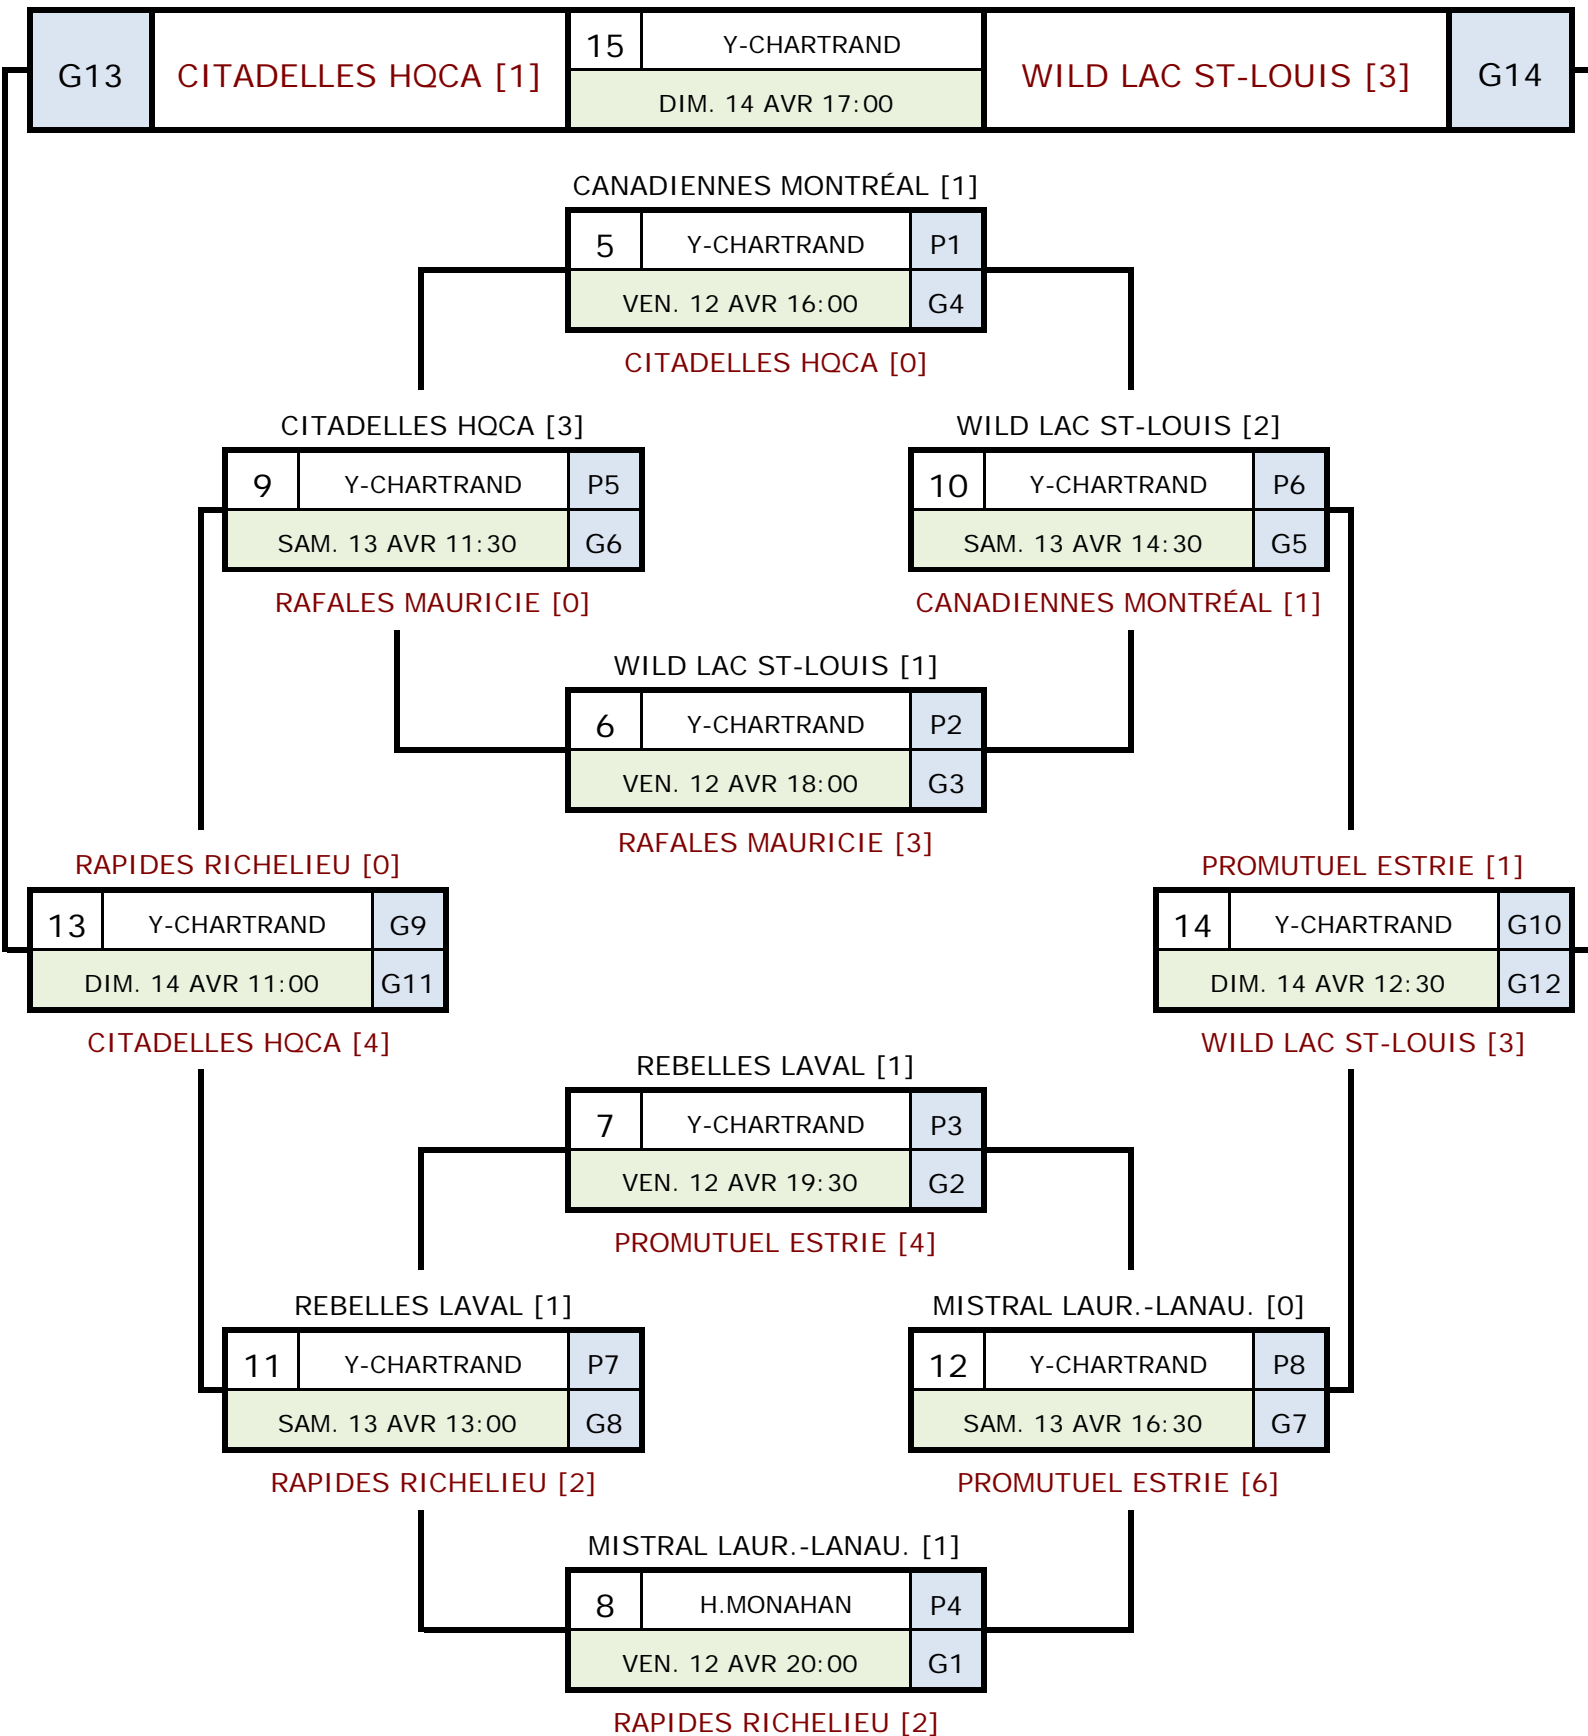 G13 CITADELLES HQCA [1] 15 Y-CHARTRAND WILD LAC ST-LOUIS [3] G14
DIM. 14 AVR 17:00
CANADIENNES MONTRÉAL [1]
5 Y-CHARTRAND P1
VEN. 12 AVR 16:00 G4
CITADELLES HQCA [0]
CITADELLES HQCA [3]
9 Y-CHARTRAND P5
SAM. 13 AVR 11:30 G6
RAFALES MAURICIE [0]
WILD LAC ST-LOUIS [2]
10 Y-CHARTRAND P6
SAM. 13 AVR 14:30 G5
CANADIENNES MONTRÉAL [1]
WILD LAC ST-LOUIS [1]
6 Y-CHARTRAND P2
VEN. 12 AVR 18:00 G3
RAFALES MAURICIE [3]
RAPIDES RICHELIEU [0]
13 Y-CHARTRAND G9
DIM. 14 AVR 11:00 G11
CITADELLES HQCA [4]
PROMUTUEL ESTRIE [1]
14 Y-CHARTRAND G10
DIM. 14 AVR 12:30 G12
WILD LAC ST-LOUIS [3]
REBELLES LAVAL [1]
7 Y-CHARTRAND P3
VEN. 12 AVR 19:30 G2
PROMUTUEL ESTRIE [4]
REBELLES LAVAL [1]
11 Y-CHARTRAND P7
SAM. 13 AVR 13:00 G8
RAPIDES RICHELIEU [2]
MISTRAL LAUR.-LANAU. [0]
12 Y-CHARTRAND P8
SAM. 13 AVR 16:30 G7
PROMUTUEL ESTRIE [6]
MISTRAL LAUR.-LANAU. [1]
8 H.MONAHAN P4
VEN. 12 AVR 20:00 G1
RAPIDES RICHELIEU [2]